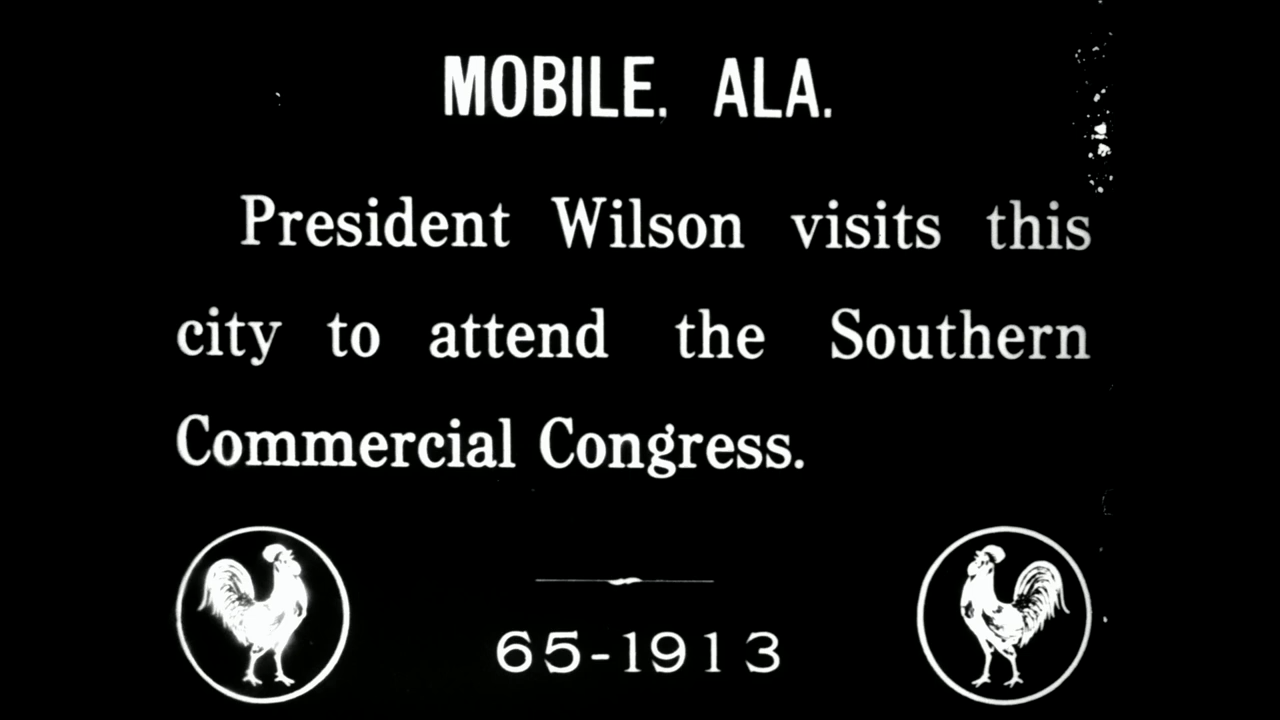 MOBILE, ALA.
President Wilson visits this
city to attend the Southern
Commercial Congress.
65-1913